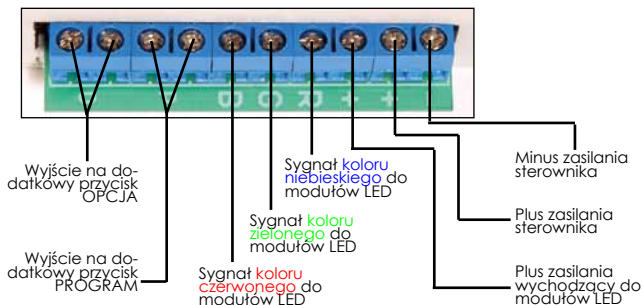 B G R + +
Wyjście na do-
datkowy przycisk
OPCJA
Wyjście na do-
datkowy przycisk
PROGRAM
Sygnał koloru
czerwonego do
modułów LED
Sygnał koloru
zielonego do
modułów LED
Sygnał koloru
niebieskiego do
modułów LED
Minus zasilania
sterownika
Plus zasilania
sterownika
Plus zasilania
wychodzący do
modułów LED